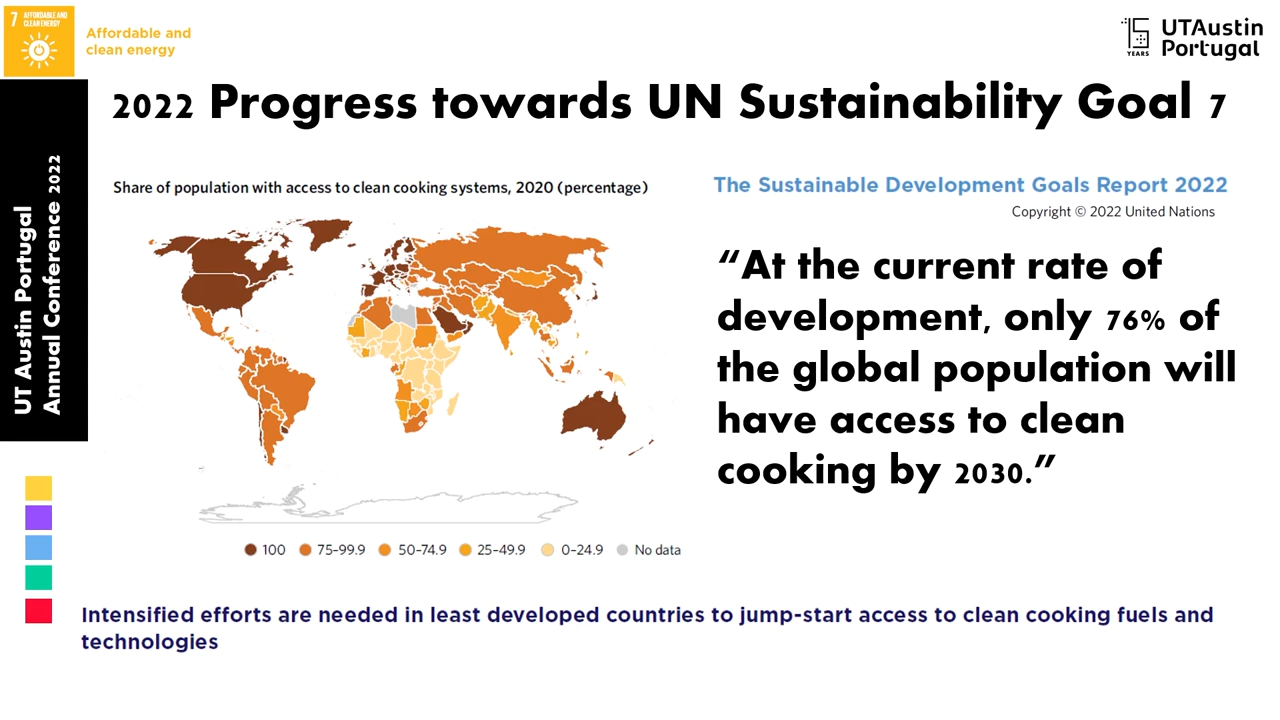 7 AFFORDABLE AND
CLEAN ENERGY
Affordable and
clean energy
15
YEARS
UTAustin
Portugal
2022 Progress towards UN Sustainability Goal 7
UT Austin Portugal
Annual Conference 2022
Share of population with access to clean cooking systems, 2020 (percentage)
100 75–99.9 50–74.9 25–49.9 0–24.9 No data
The Sustainable Development Goals Report 2022
Copyright © 2022 United Nations
“At the current rate of
development, only 76% of
the global population will
have access to clean
cooking by 2030.”
Intensified efforts are needed in least developed countries to jump-start access to clean cooking fuels and
technologies